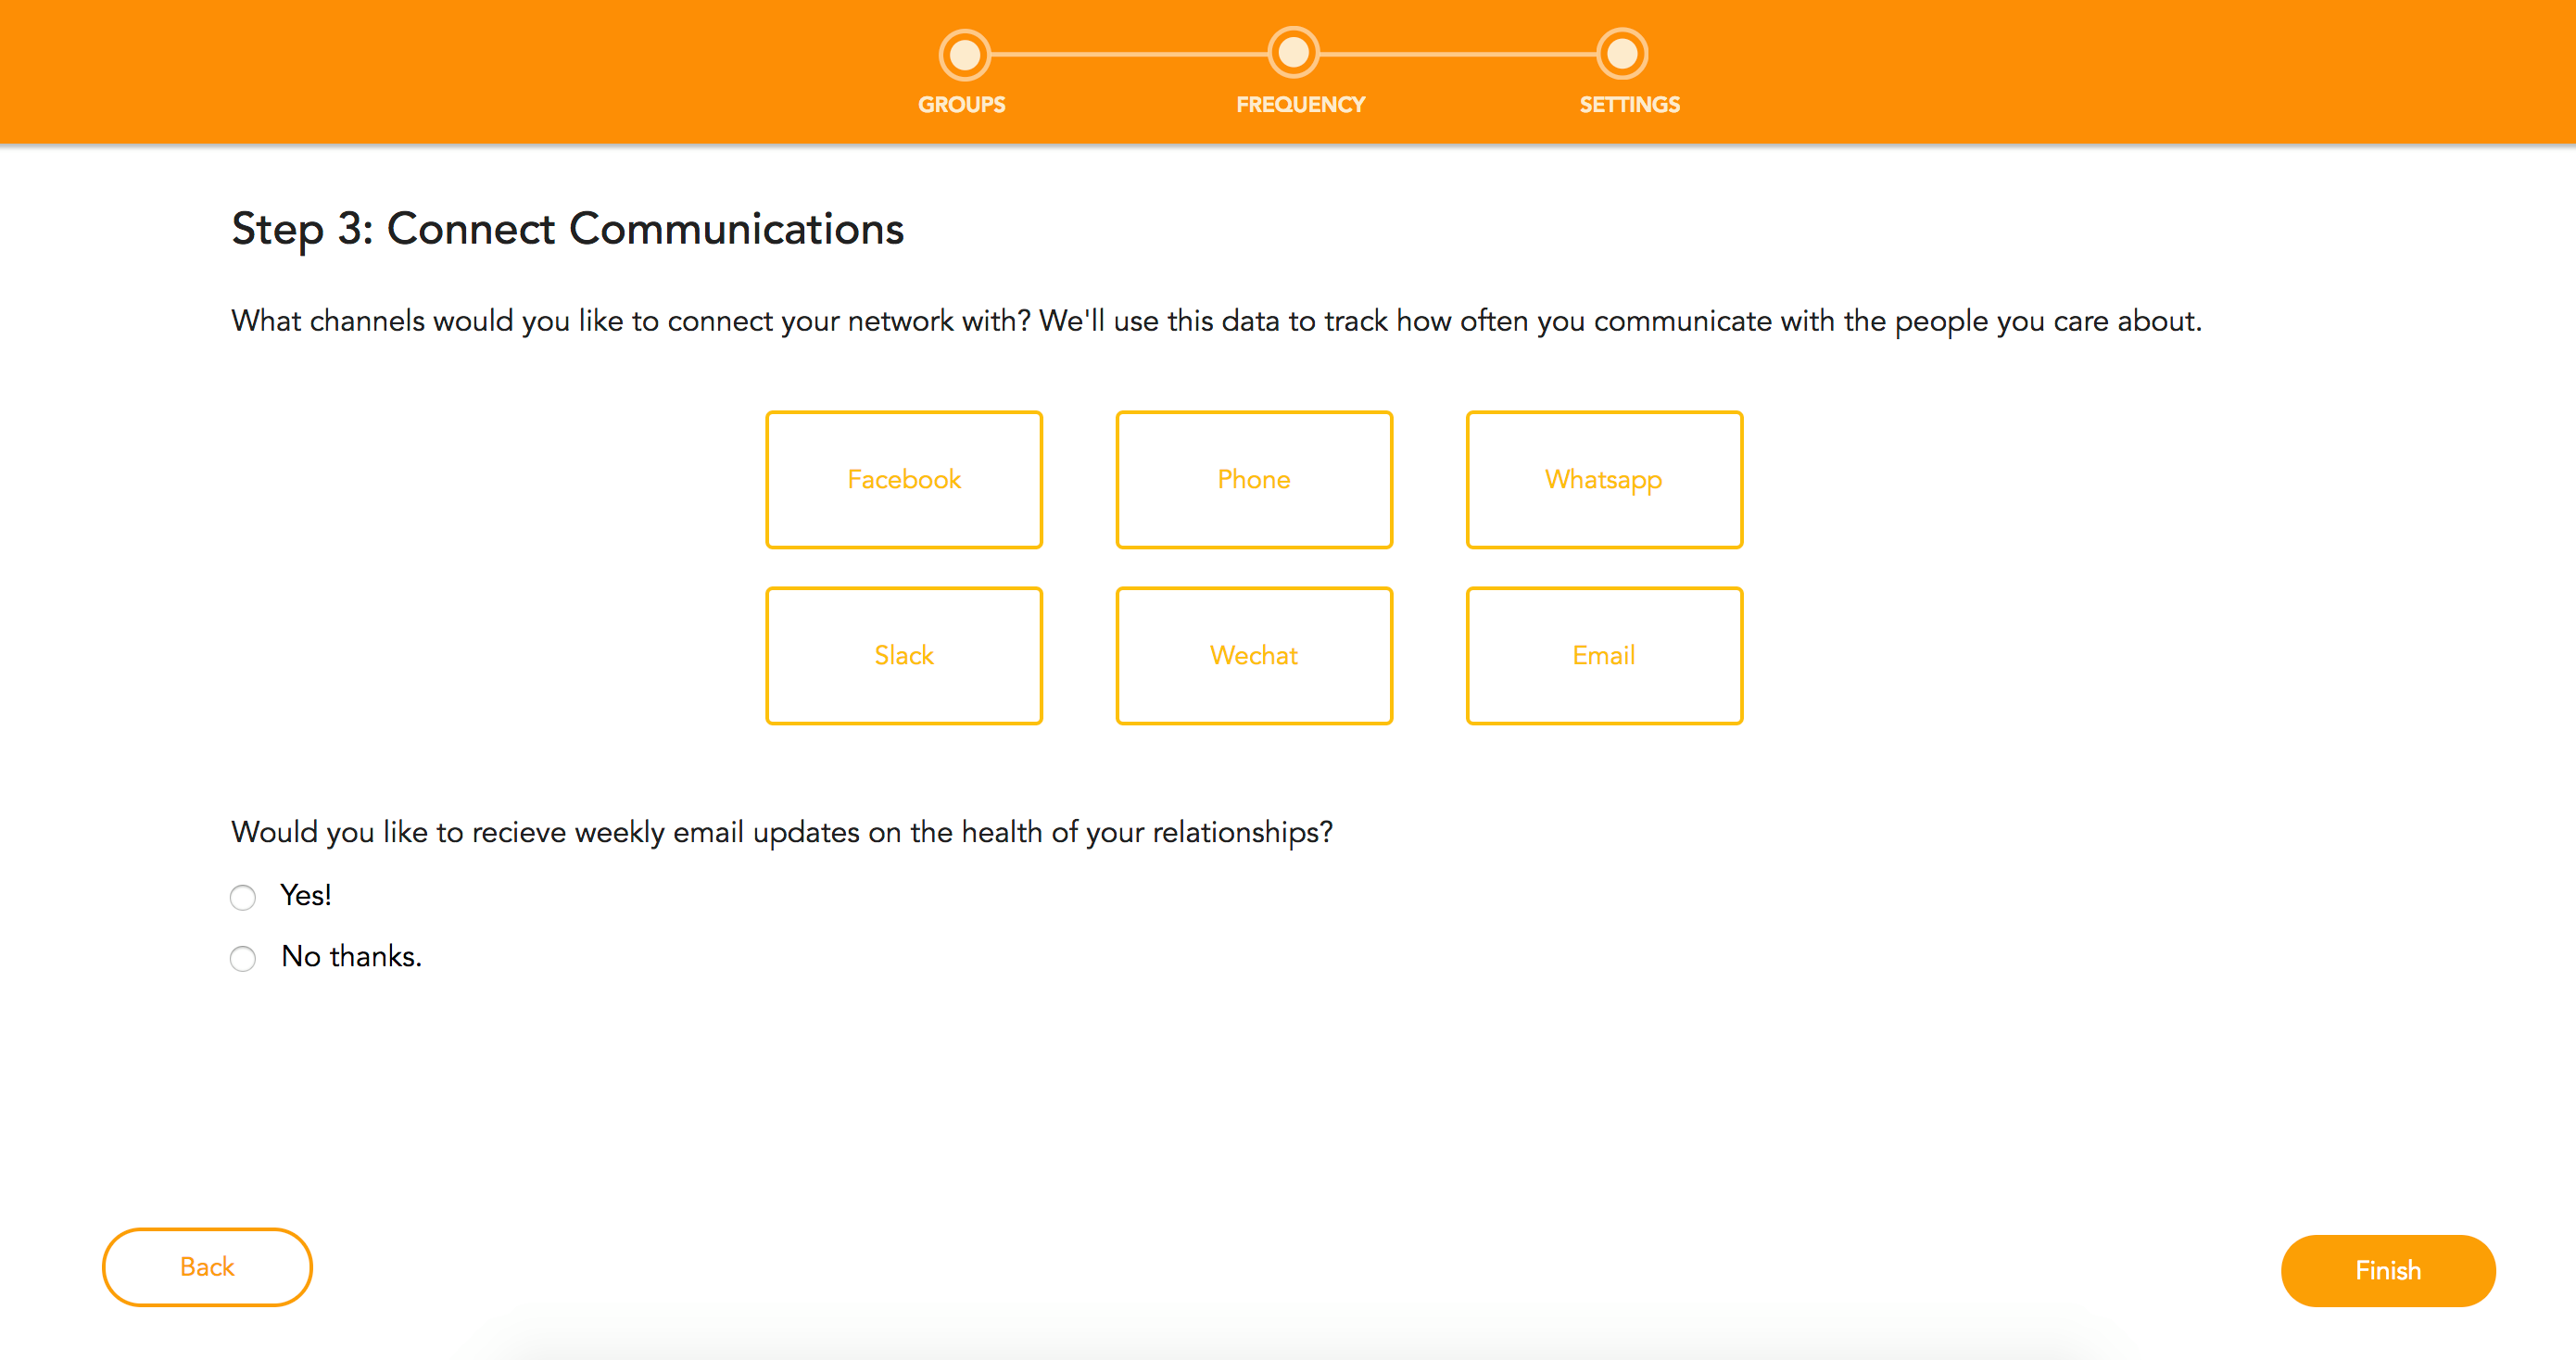 GROUPS FREQUENCY SETTINGS
Step 3: Connect Communications
What channels would you like to connect your network with? We'll use this data to track how often you communicate with the people you care about.
Facebook Phone Whatsapp
Slack Wechat Email
Would you like to recieve weekly email updates on the health of your relationships?
Yes!
No thanks.
Back Finish